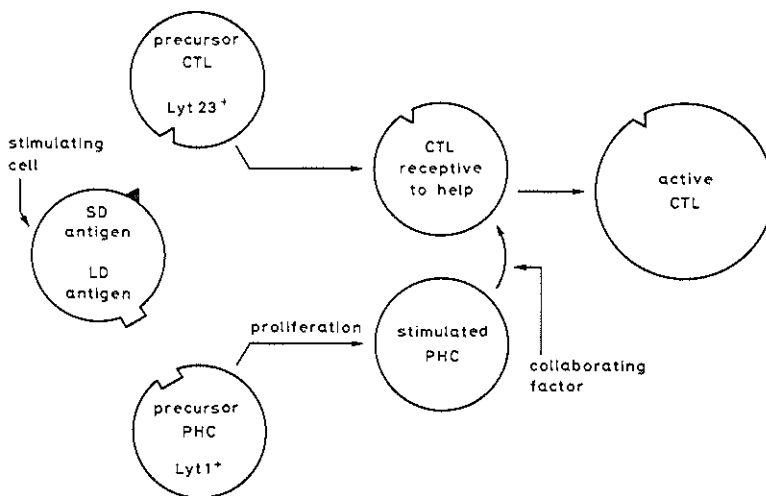 precursor
CTL
Lyt 23+
stimulating
cell
SD
antigen
LD
antigen
CTL
receptive
to help
active
CTL
proliferation
stimulated
PHC
collaborating
factor
precursor
PHC
Lyt1+